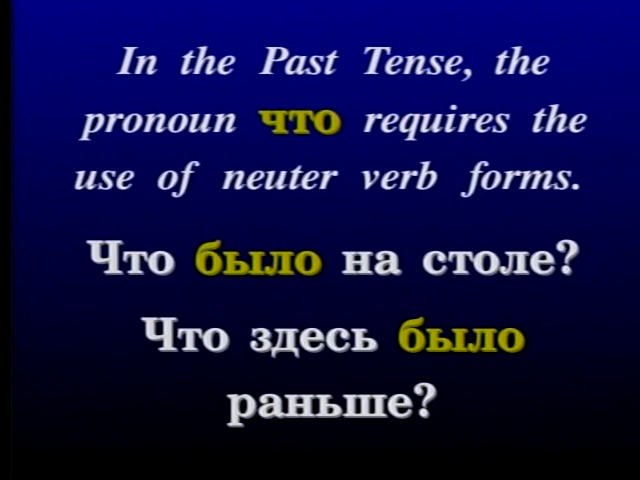 In the Past Tense, the
pronoun что requires the
use of neuter verb forms.
Что было на столе?
Что здесь было
раньше?